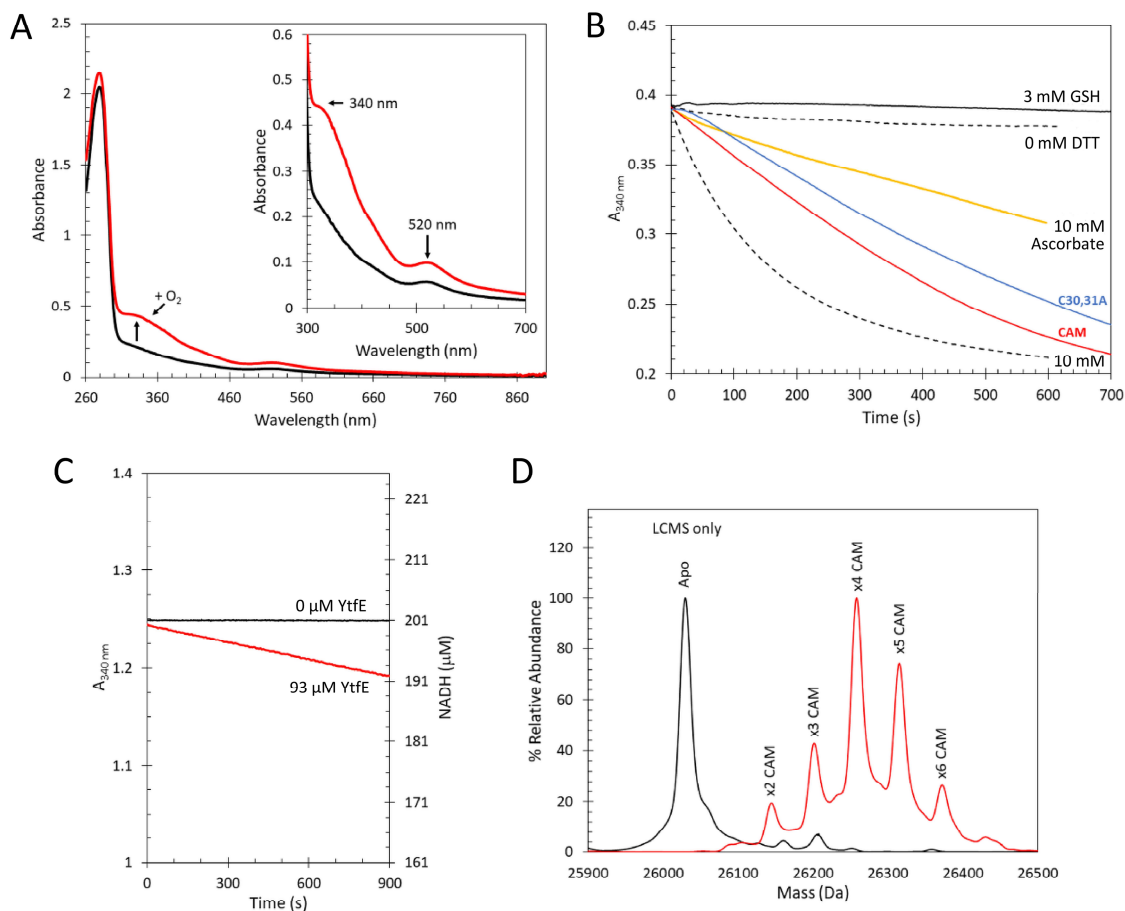 A
2.5
2
1.5
1
0.5
0
Absorbance
+ O2
260
360
460
560
660
760
860
Wavelength (nm)
0.6
0.5
0.4
0.3
0.2
0.1
0
Absorbance
340 nm
520 nm
300
500
700
Wavelength (nm)
B
0.45
0.4
0.35
0.3
0.25
0.2
A340 nm
3 mM GSH
0 mM DTT
10 mM
Ascorbate
C30,31A
CAM
10 mM
0
100
200
300
400
500
600
700
Time (s)
C
1.4
1.3
1.2
1.1
1
A340 nm
0 µM YtfE
93 µM YtfE
221
211
201
191
181
171
161
NADH (µM)
0
300
600
900
Time (s)
D
LCMS only
120
100
80
60
40
20
0
% Relative Abundance
Apo
x2 CAM
x3 CAM
x4 CAM
x5 CAM
x6 CAM
25900
26000
26100
26200
26300
26400
26500
Mass (Da)